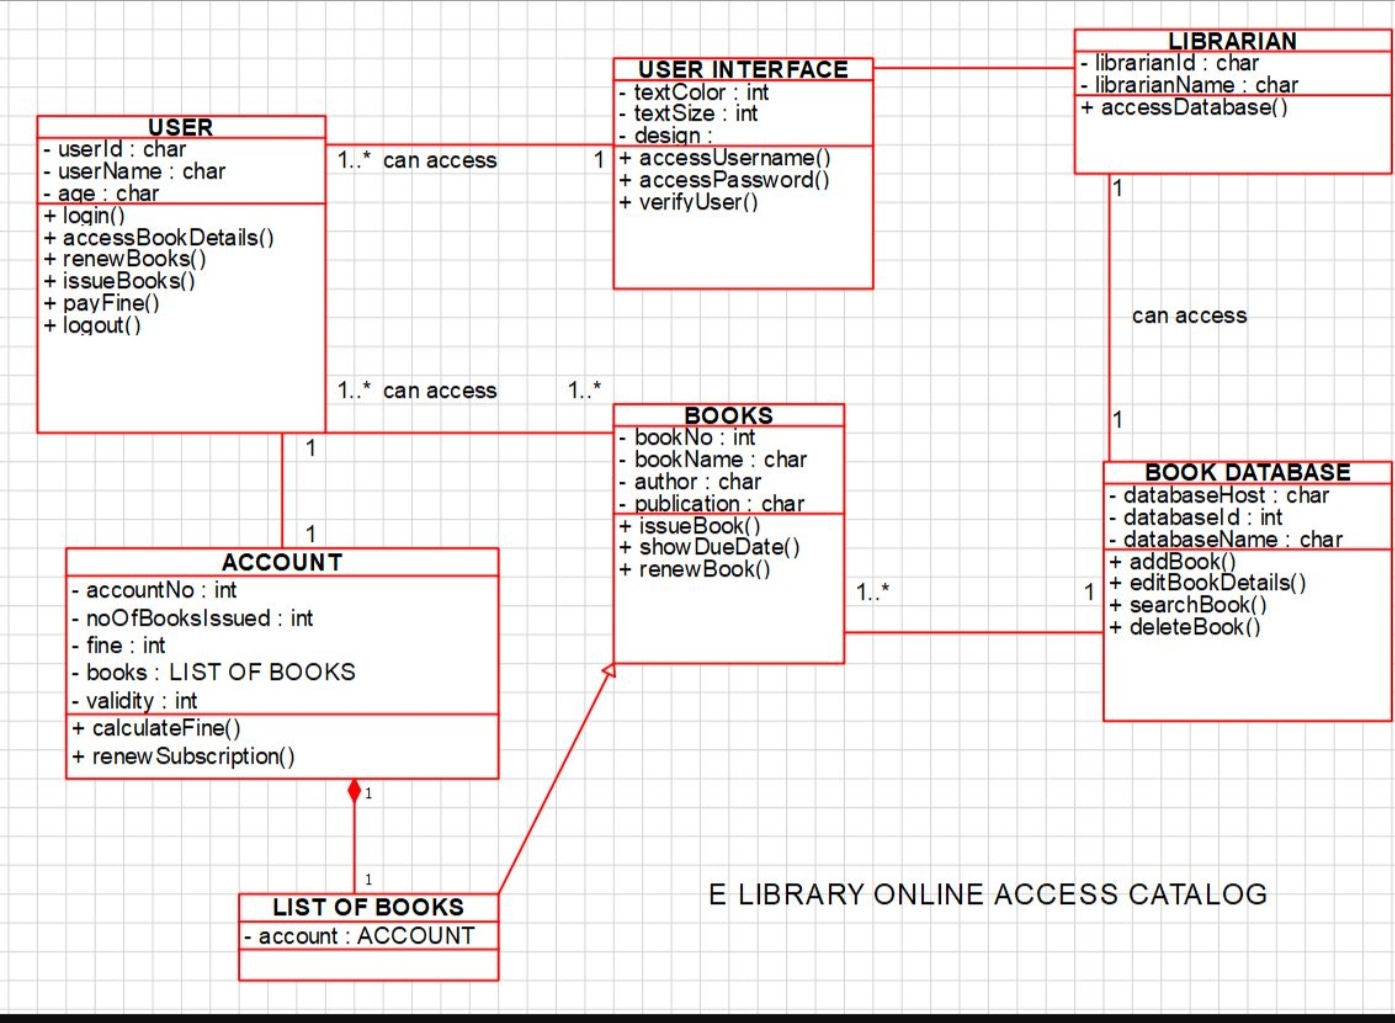 LIBRARIAN
- librarianId : char
- librarianName : char
+ accessDatabase()
USER INTERFACE
- textColor : int
- textSize : int
- design :
+ accessUsername()
+ accessPassword()
+ verifyUser()
USER
- userId : char
- userName : char
- age : char
+ login()
+ accessBookDetails()
+ renewBooks()
+ issueBooks()
+ payFine()
+ logout()
1..* can access 1
1
can access
1
1..* can access 1..*
BOOKS
- bookNo : int
- bookName : char
- author : char
- publication : char
+ issueBook()
+ showDueDate()
+ renewBook()
BOOK DATABASE
- databaseHost : char
- databaseId : int
- databaseName : char
+ addBook()
+ editBookDetails()
+ searchBook()
+ deleteBook()
1..* 1
1
1
ACCOUNT
- accountNo : int
- noOfBooksIssued : int
- fine : int
- books : LIST OF BOOKS
- validity : int
+ calculateFine()
+ renewSubscription()
1
1
LIST OF BOOKS
- account : ACCOUNT
E LIBRARY ONLINE ACCESS CATALOG